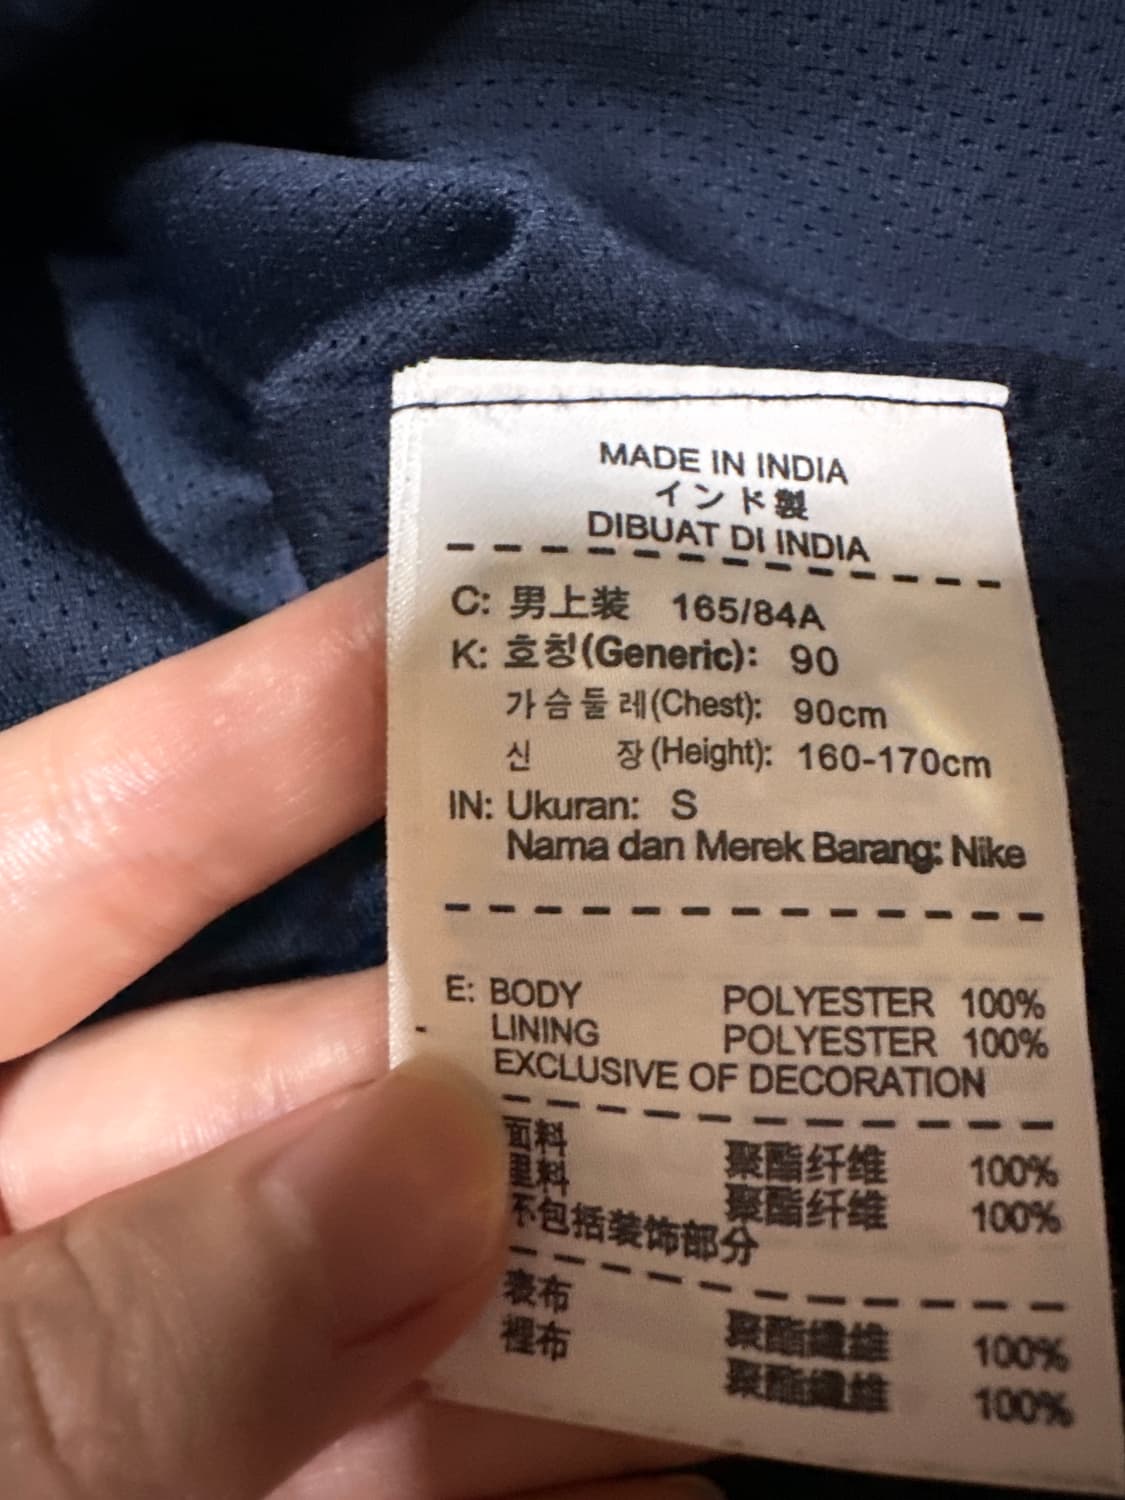 MADE IN INDIA
インド製
DIBUAT DI INDIA
C: 男上装 165/84A
K: 호칭(Generic): 90
가슴둘레(Chest): 90cm
신 장(Height): 160-170cm
IN: Ukuran: S
Nama dan Merek Barang: Nike
E: BODY POLYESTER 100%
LINING POLYESTER 100%
EXCLUSIVE OF DECORATION
面料 聚酯纤维 100%
里料 聚酯纤维 100%
不包括装饰部分
表布 聚酯纖維 100%
裡布 聚酯纖維 100%